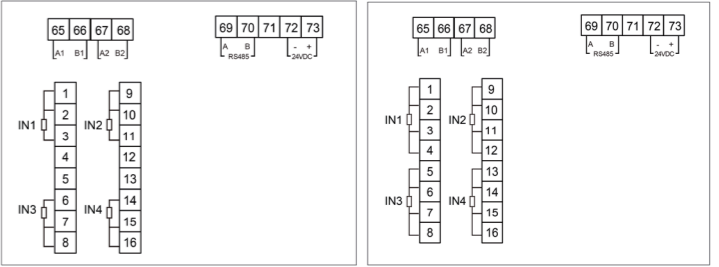 65 66 67 68
A1 B1 A2 B2
69 70 71 72 73
A B - +
RS485 24VDC
1 9
2 10
IN1 3 IN2 11
4 12
5 13
6 14
IN3 7 IN4 15
8 16
65 66 67 68
A1 B1 A2 B2
69 70 71 72 73
A B - +
RS485 24VDC
1 9
2 10
IN1 3 IN2 11
4 12
5 13
6 14
IN3 7 IN4 15
8 16